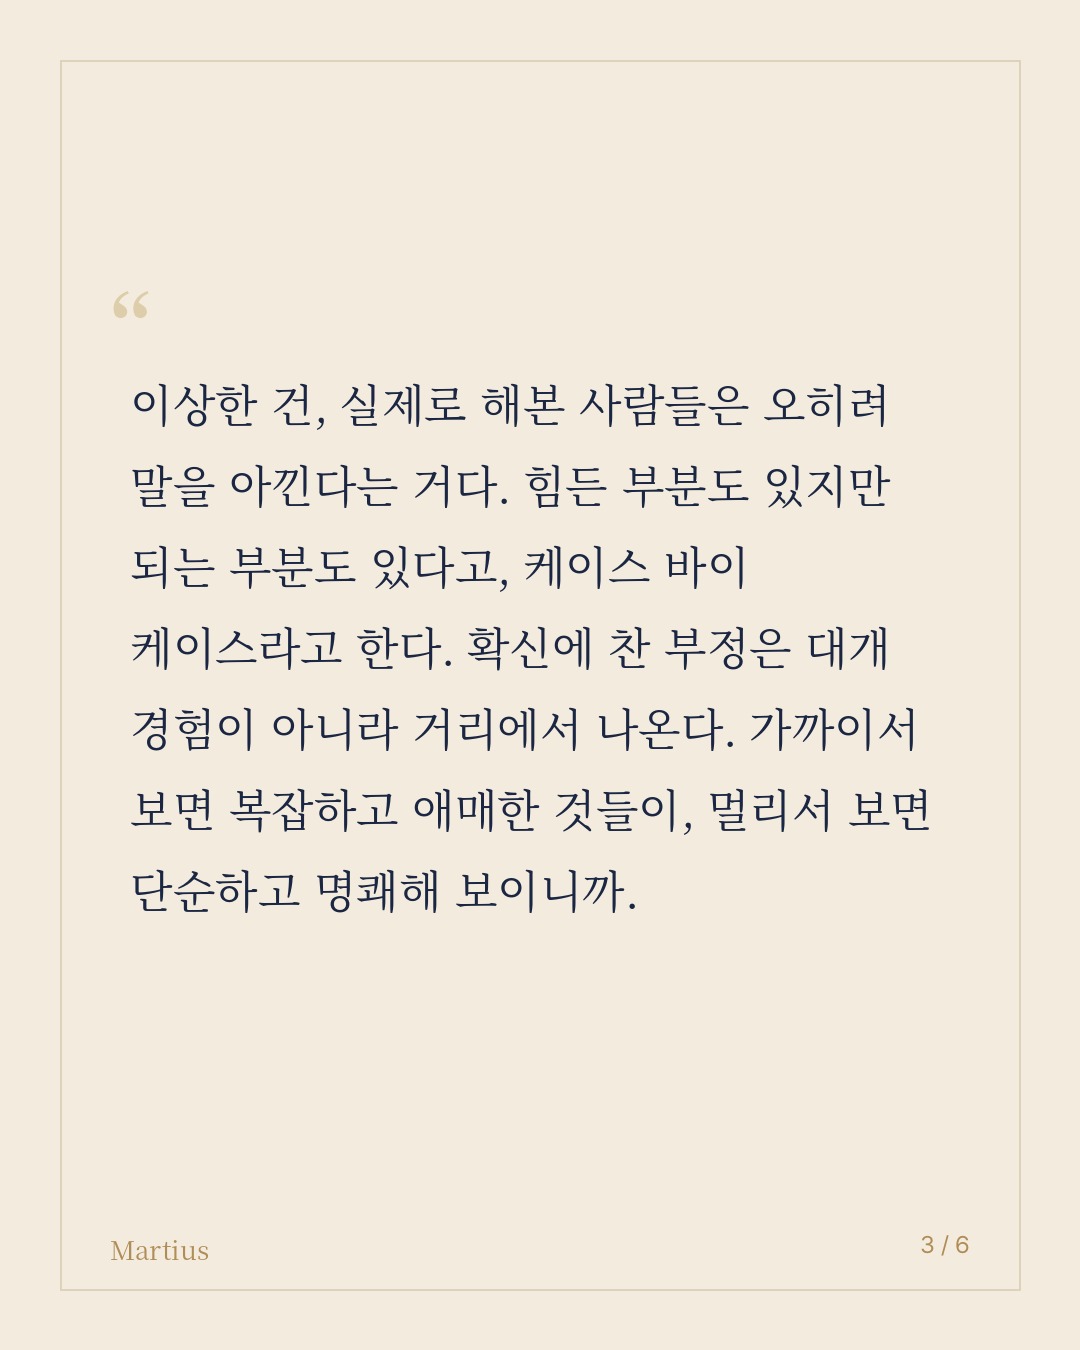 “
이상한 건, 실제로 해본 사람들은 오히려
말을 아낀다는 거다. 힘든 부분도 있지만
되는 부분도 있다고, 케이스 바이
케이스라고 한다. 확신에 찬 부정은 대개
경험이 아니라 거리에서 나온다. 가까이서
보면 복잡하고 애매한 것들이, 멀리서 보면
단순하고 명쾌해 보이니까.
Martius
3 / 6